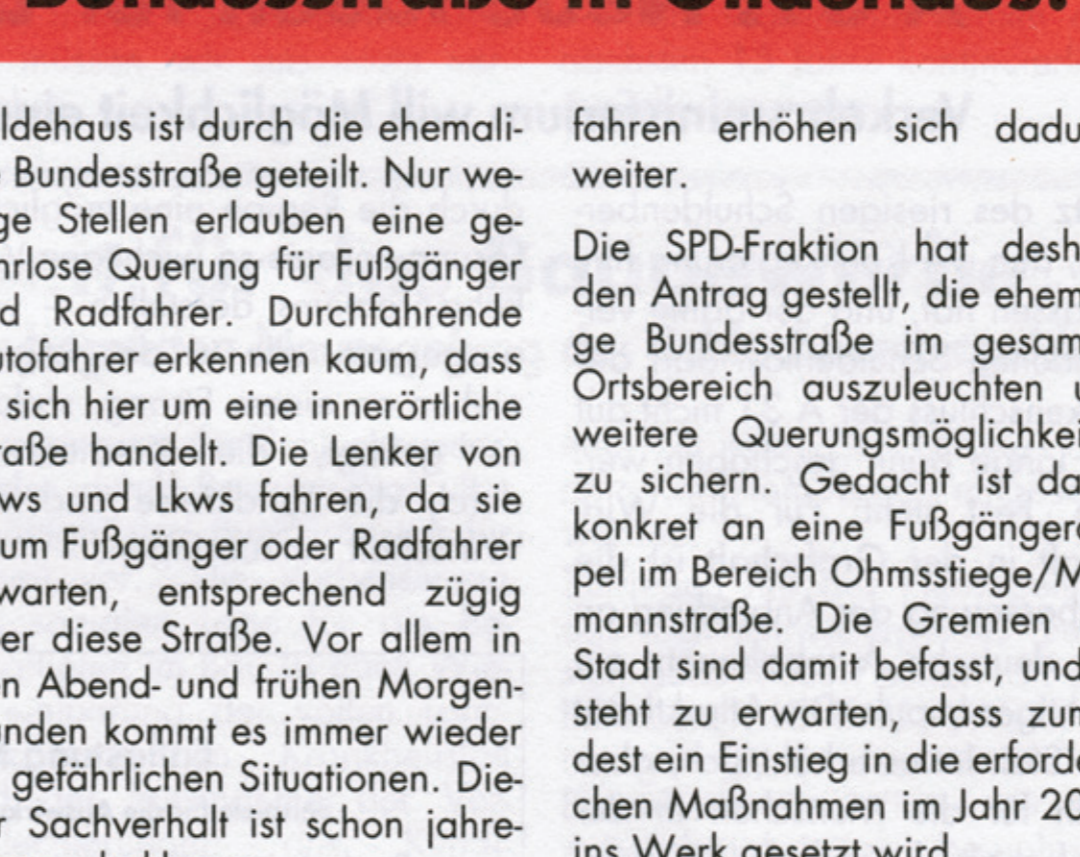 Bundesstraße in Gildehaus:
ldehaus ist durch die ehemali-
Bundesstraße geteilt. Nur we-
ge Stellen erlauben eine ge-
hrlose Querung für Fußgänger
d Radfahrer. Durchfahrende
utofahrer erkennen kaum, dass
sich hier um eine innerörtliche
raße handelt. Die Lenker von
ws und Lkws fahren, da sie
um Fußgänger oder Radfahrer
warten, entsprechend zügig
er diese Straße. Vor allem in
en Abend- und frühen Morgen-
unden kommt es immer wieder
gefährlichen Situationen. Die-
r Sachverhalt ist schon jahre-
fahren erhöhen sich dadu
weiter.
Die SPD-Fraktion hat desh
den Antrag gestellt, die ehem
ge Bundesstraße im gesam
Ortsbereich auszuleuchten u
weitere Querungsmöglichkei
zu sichern. Gedacht ist da
konkret an eine Fußgängera
pel im Bereich Ohmsstiege/M
mannstraße. Die Gremien
Stadt sind damit befasst, und
steht zu erwarten, dass zum
dest ein Einstieg in die erforde
chen Maßnahmen im Jahr 20
ins Werk gesetzt wird